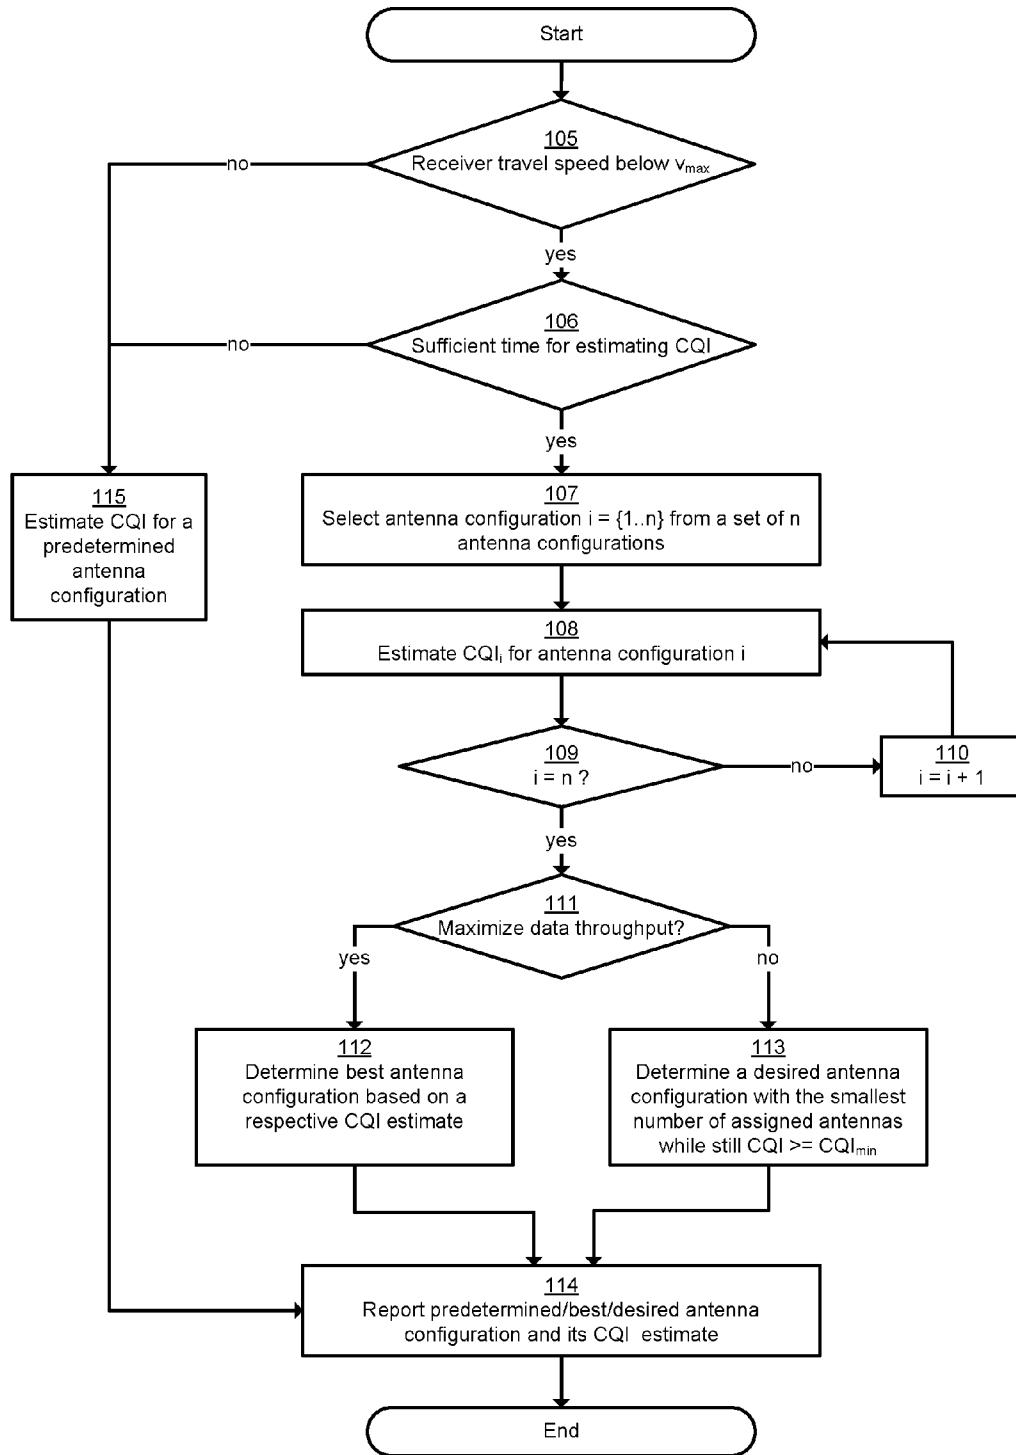 Start
105
Receiver travel speed below vmax
no
yes
106
Sufficient time for estimating CQI
no
yes
115
Estimate CQI for a
predetermined
antenna
configuration
107
Select antenna configuration i = {1..n} from a set of n
antenna configurations
108
Estimate CQIi for antenna configuration i
109
i = n ?
no
110
i = i + 1
yes
111
Maximize data throughput?
yes
no
112
Determine best antenna
configuration based on a
respective CQI estimate
113
Determine a desired antenna
configuration with the smallest
number of assigned antennas
while still CQI >= CQImin
114
Report predetermined/best/desired antenna
configuration and its CQI estimate
End